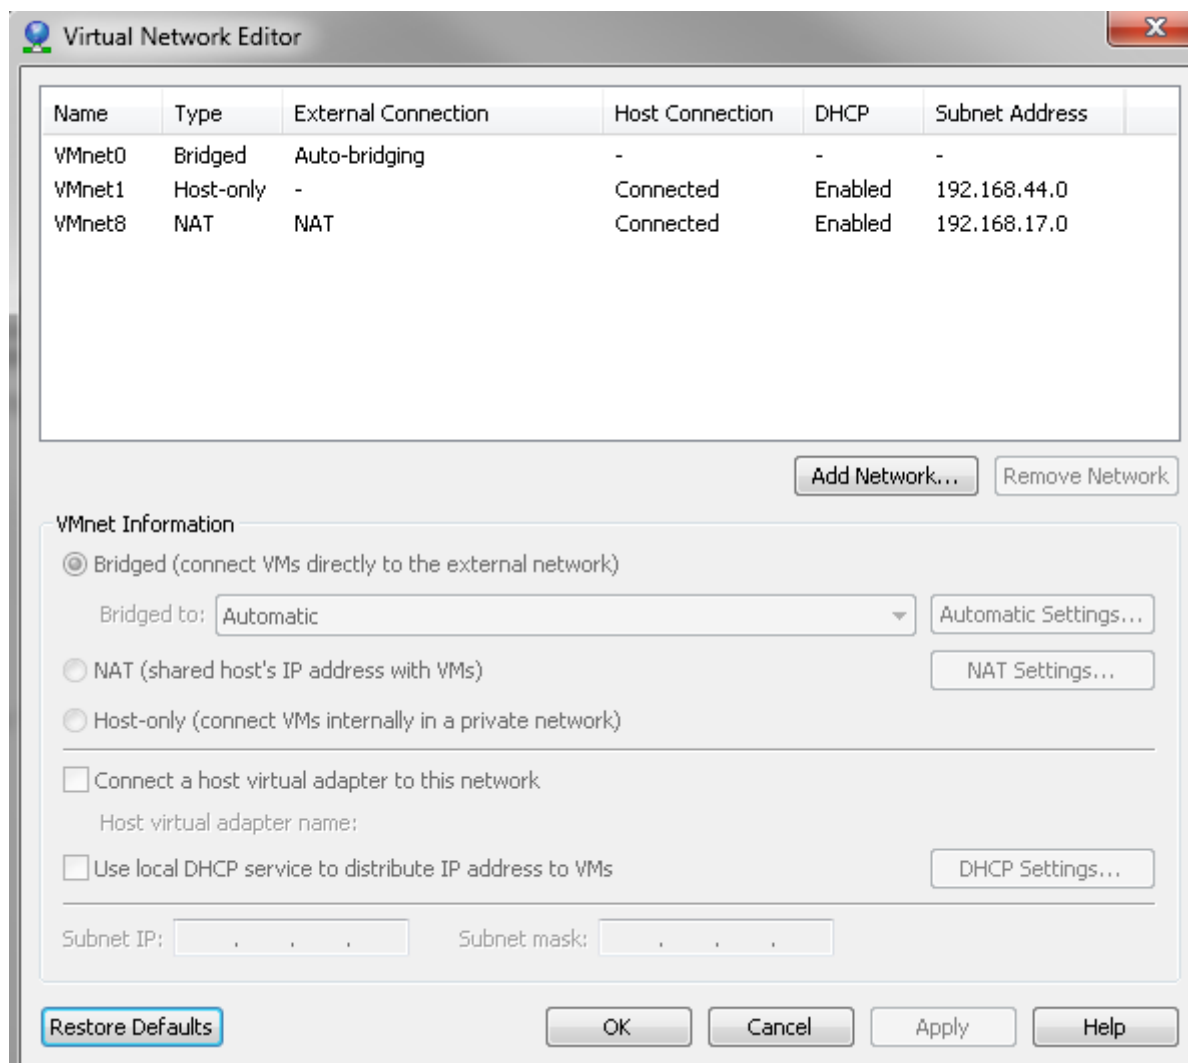 Virtual Network Editor
Name Type External Connection Host Connection DHCP Subnet Address
VMnet0 Bridged Auto-bridging - - -
VMnet1 Host-only - Connected Enabled 192.168.44.0
VMnet8 NAT NAT Connected Enabled 192.168.17.0
Add Network... Remove Network
VMnet Information
Bridged (connect VMs directly to the external network)
Bridged to: Automatic Automatic Settings...
NAT (shared host's IP address with VMs) NAT Settings...
Host-only (connect VMs internally in a private network)
Connect a host virtual adapter to this network
Host virtual adapter name:
Use local DHCP service to distribute IP address to VMs DHCP Settings...
Subnet IP: . . . Subnet mask: . . .
Restore Defaults OK Cancel Apply Help